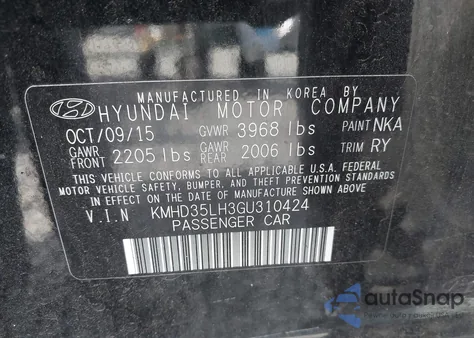 MANUFACTURED IN KOREA BY
HYUNDAI MOTOR COMPANY
OCT/09/15 GVWR 3968 lbs PAINT NKA
GAWR FRONT 2205 lbs GAWR REAR 2006 lbs TRIM RY
THIS VEHICLE CONFORMS TO ALL APPLICABLE U.S.A. FEDERAL
MOTOR VEHICLE SAFETY, BUMPER, AND THEFT PREVENTION STANDARDS
IN EFFECT ON THE DATE OF MANUFACTURE SHOWN ABOVE.
V.I.N KMHD35LH3GU310424
PASSENGER CAR
autoSnap